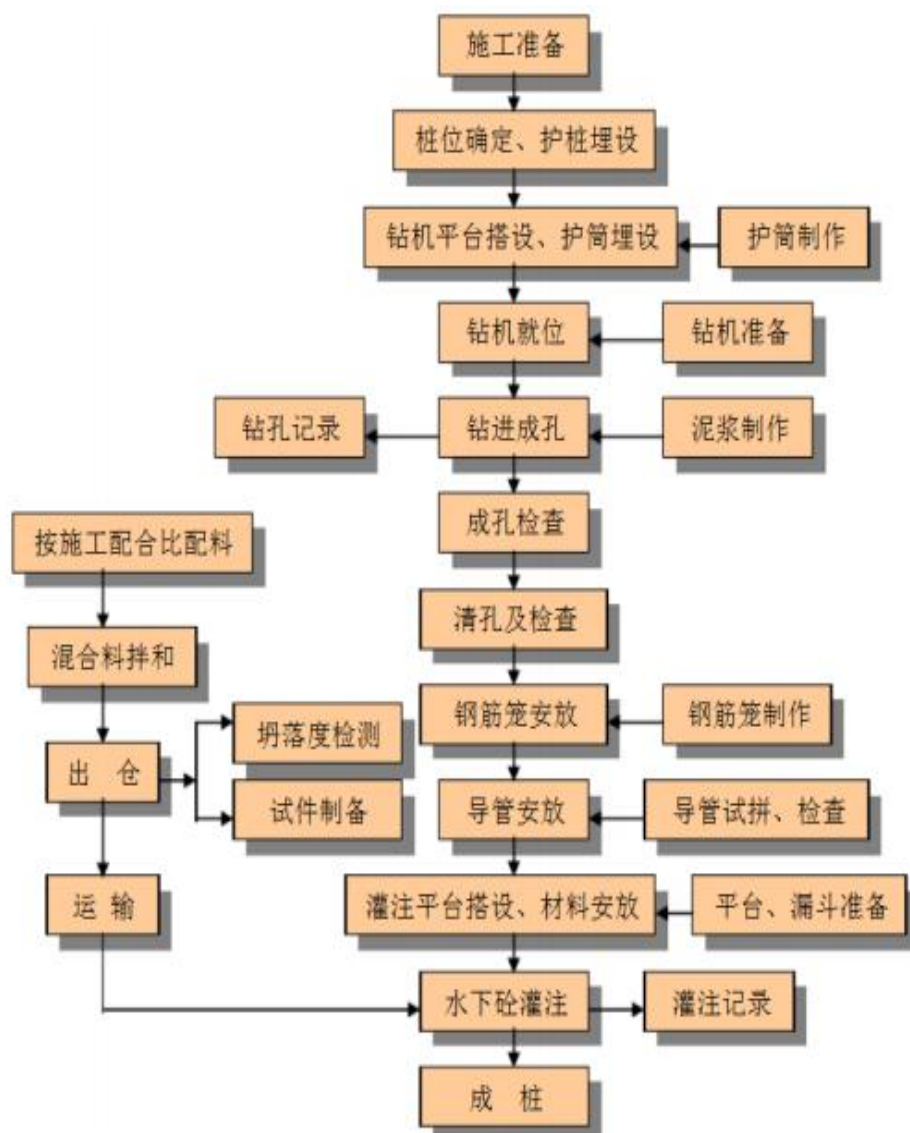 施工准备
桩位确定、护桩埋设
钻机平台搭设、护筒埋设
护筒制作
钻机就位
钻机准备
钻孔记录
钻进成孔
泥浆制作
成孔检查
按施工配合比配料
清孔及检查
混合料拌和
钢筋笼安放
钢筋笼制作
坍落度检测
出 仓
试件制备
导管安放
导管试拼、检查
运 输
灌注平台搭设、材料安放
平台、漏斗准备
水下砼灌注
灌注记录
成 桩